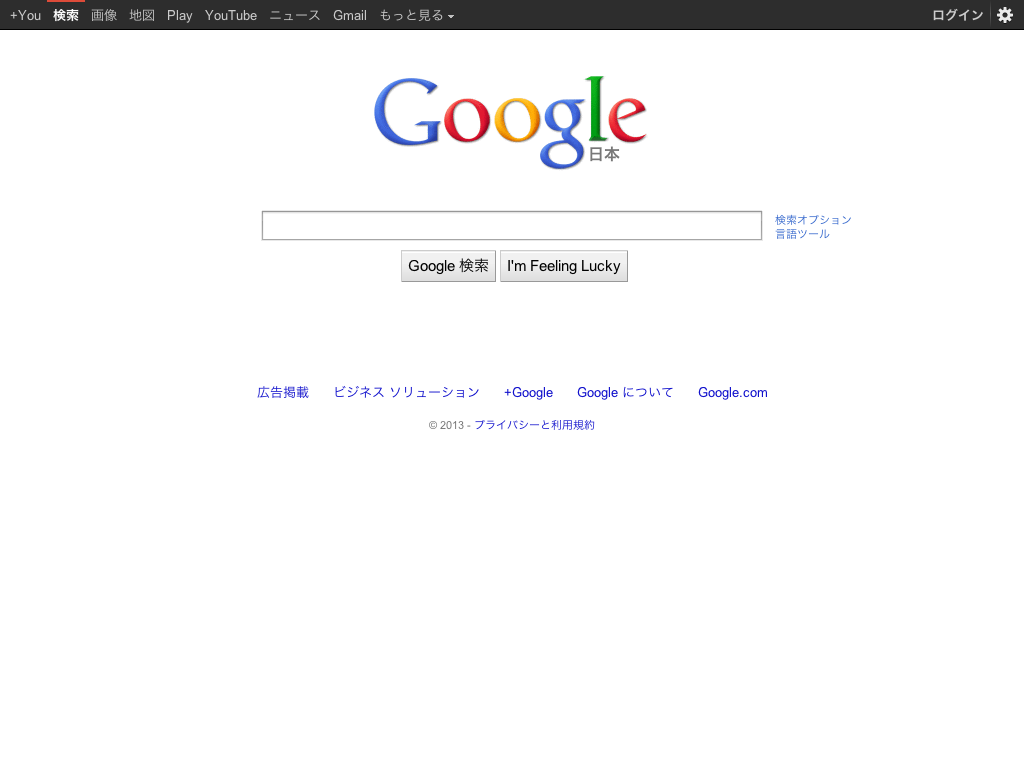 +You 検索 画像 地図 Play YouTube ニュース Gmail もっと見る ログイン
Google
日本
検索オプション
言語ツール
Google 検索 I'm Feeling Lucky
広告掲載 ビジネス ソリューション +Google Google について Google.com
© 2013 - プライバシーと利用規約